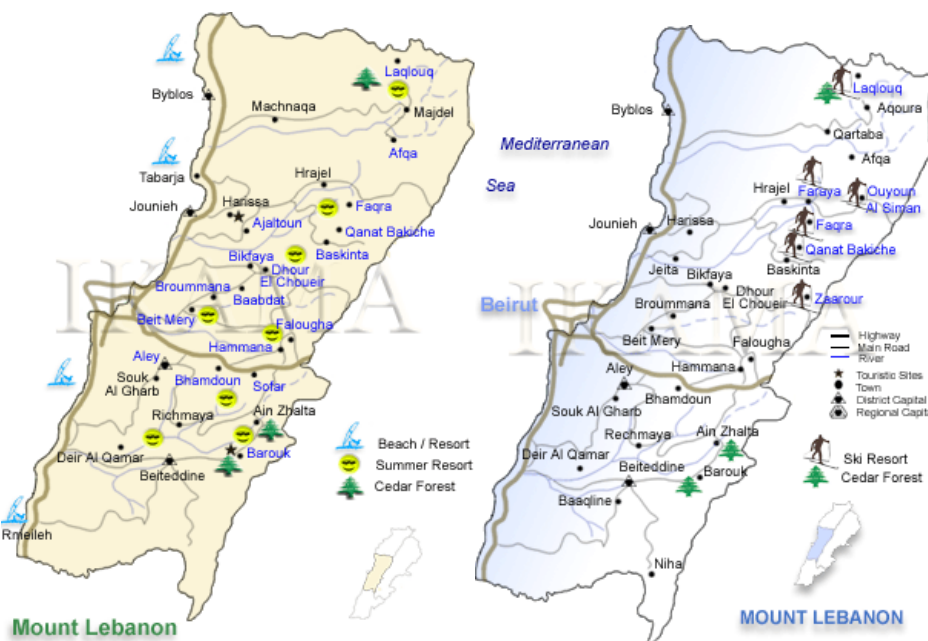 Laqlouq
Byblos
Machnaqa
Majdel
Afqa
Tabarja
Hrajel
Jounieh
Harissa
Faqra
Ajaltoun
Qanat Bakiche
Baskinta
Bikfaya
Dhour
El Choueir
Broummana
Baabdat
Beit Mery
Falougha
Hammana
Aley
Bhamdoun
Sofar
Souk
Al Gharb
Richmaya
Ain Zhalta
Deir Al Qamar
Barouk
Beiteddine
Rmeileh
Beach / Resort
Summer Resort
Cedar Forest
Mount Lebanon
Laqlouq
Byblos
Aqoura
Qartaba
Mediterranean
Sea
Afqa
Hrajel
Faraya
Ouyoun
Al Siman
Jounieh
Harissa
Faqra
Qanat Bakiche
Jeita
Baskinta
Bikfaya
Dhour
El Choueir
Zaarour
Beirut
Broummana
Beit Mery
Falougha
Hammana
Aley
Bhamdoun
Souk Al Gharb
Rechmaya
Ain Zhalta
Deir Al Qamar
Beiteddine
Barouk
Baaqline
Niha
Highway
Main Road
River
Touristic Sites
Town
District Capital
Regional Capit
Ski Resort
Cedar Forest
MOUNT LEBANON